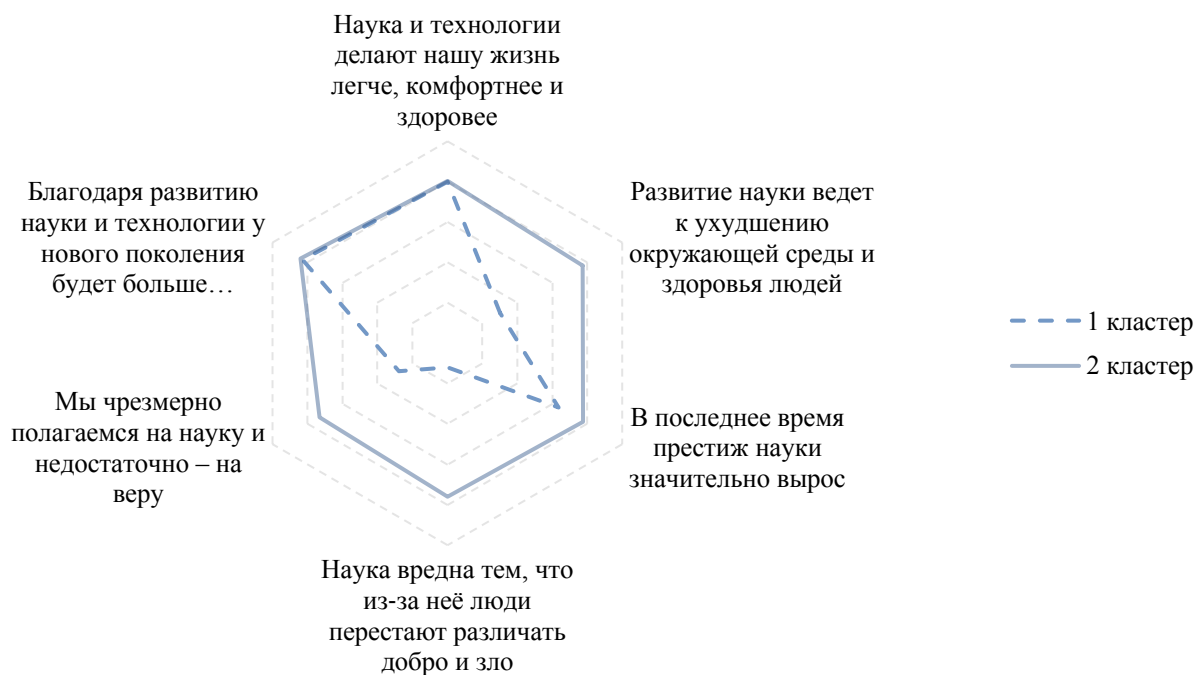 Наука и технологии
делают нашу жизнь
легче, комфортнее и
здоровее
Благодаря развитию
науки и технологии у
нового поколения
будет больше…
Развитие науки ведет
к ухудшению
окружающей среды и
здоровья людей
1 кластер
2 кластер
Мы чрезмерно
полагаемся на науку и
недостаточно – на
веру
В последнее время
престиж науки
значительно вырос
Наука вредна тем, что
из-за неё люди
перестают различать
добро и зло